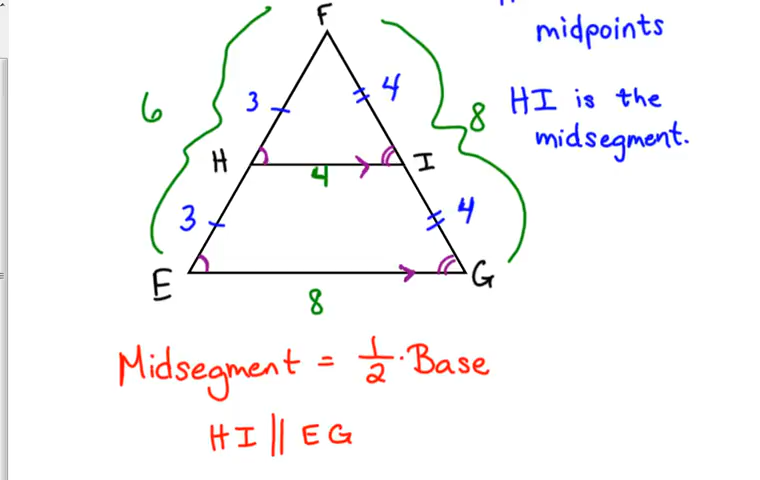 F
midpoints
6
3
4
8
HI is the
midsegment.
H
4
I
3
4
E
8
G
Midsegment = 1/2 · Base
HI || EG